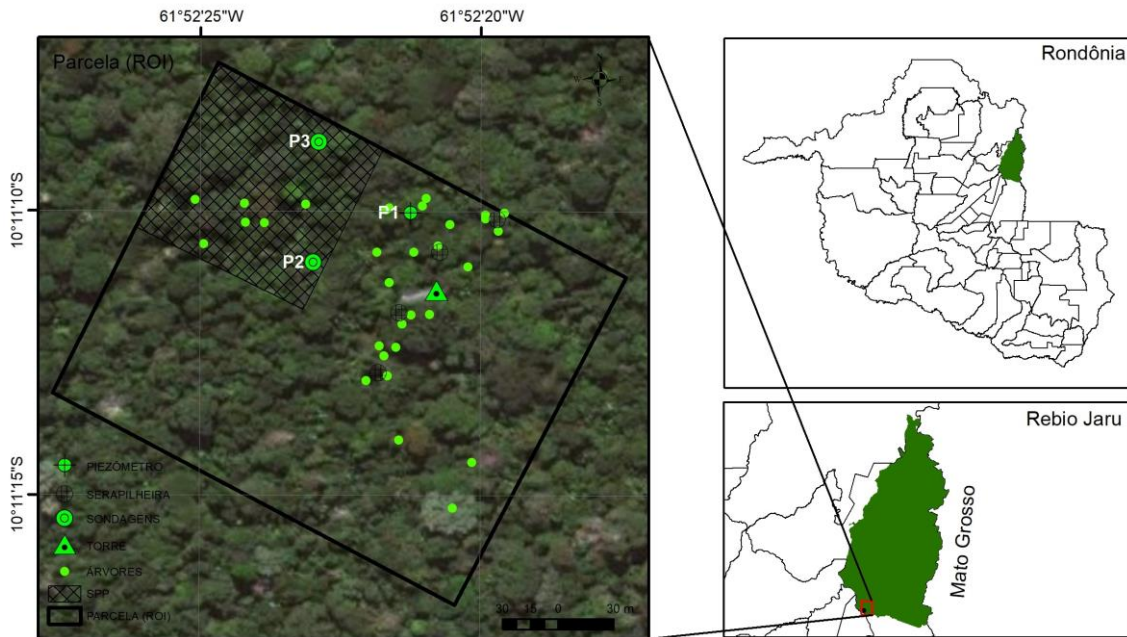 61°52'25"W 61°52'20"W
Parcela (ROI)
P3
P1
P2
10°11'10"S
10°11'15"S
PIEZÔMETRO
SERAPILHEIRA
SONDAGENS
TORRE
ÁRVORES
SPP
PARCELA (ROI)
30 15 0 30 m
Rondônia
Rebio Jaru
Mato Grosso